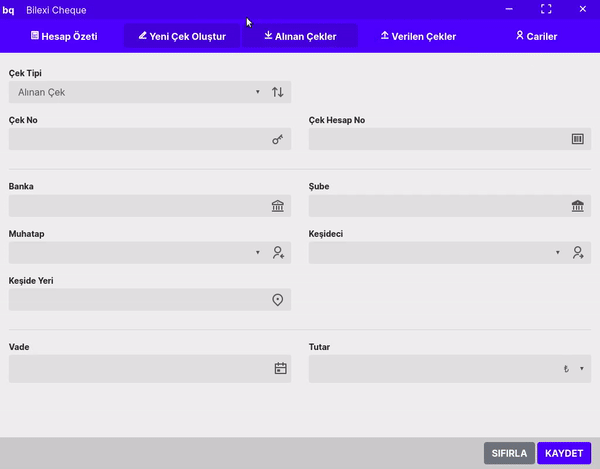 bq Bilexi Cheque
Hesap Özeti Yeni Çek Oluştur Alınan Çekler Verilen Çekler Cariler
Çek Tipi
Alınan Çek
Çek No Çek Hesap No
Banka Şube
Muhatap Keşideci
Keşide Yeri
Vade Tutar
₺
SIFIRLA KAYDET